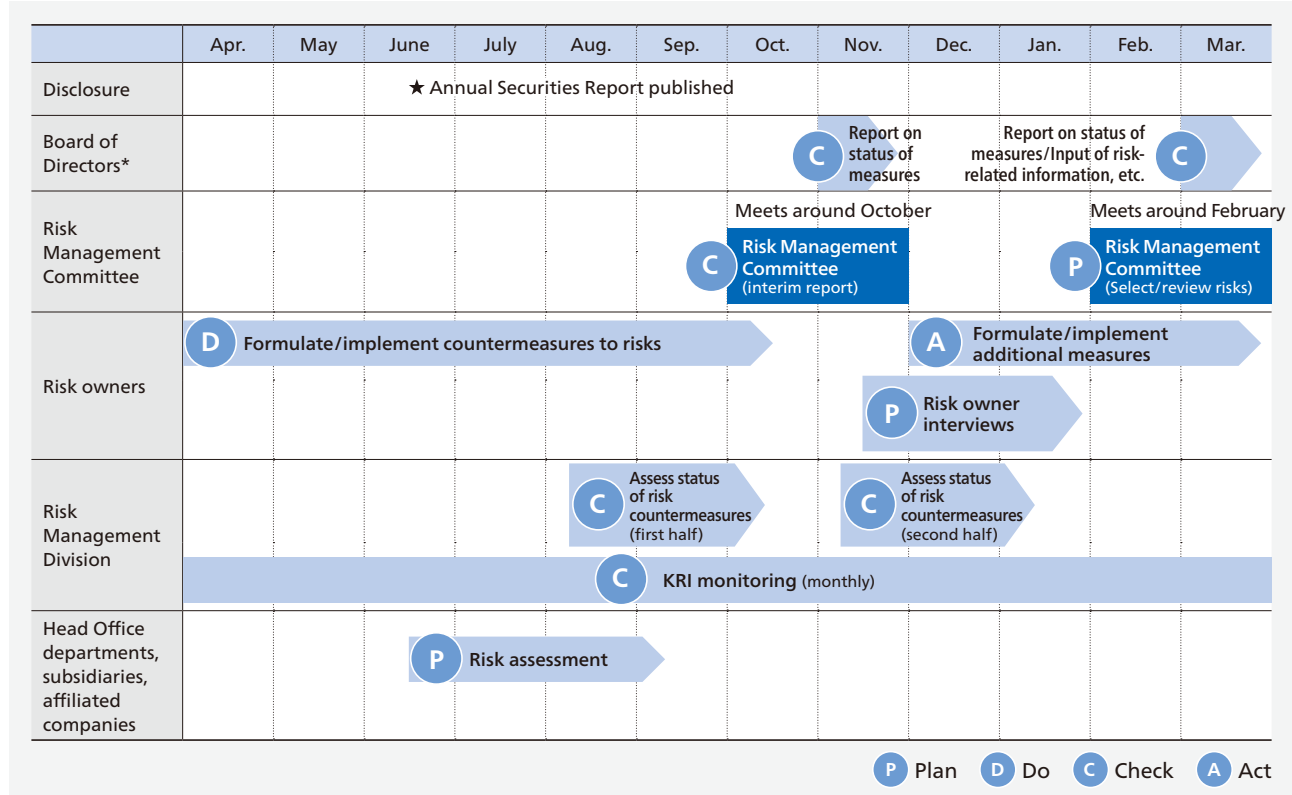 Apr. May June July Aug. Sep. Oct. Nov. Dec. Jan. Feb. Mar.
Disclosure
★ Annual Securities Report published
Board of
Directors*
C
Report on
status of
measures
Report on status of
measures/Input of risk-
related information, etc.
C
Risk
Management
Committee
Meets around October
C
Risk Management
Committee
(interim report)
Meets around February
P
Risk Management
Committee
(Select/review risks)
Risk owners
D
Formulate/implement countermeasures to risks
A
Formulate/implement
additional measures
P
Risk owner
interviews
Risk
Management
Division
C
Assess status
of risk
countermeasures
(first half)
C
Assess status
of risk
countermeasures
(second half)
C
KRI monitoring (monthly)
Head Office
departments,
subsidiaries,
affiliated
companies
P
Risk assessment
P Plan D Do C Check A Act